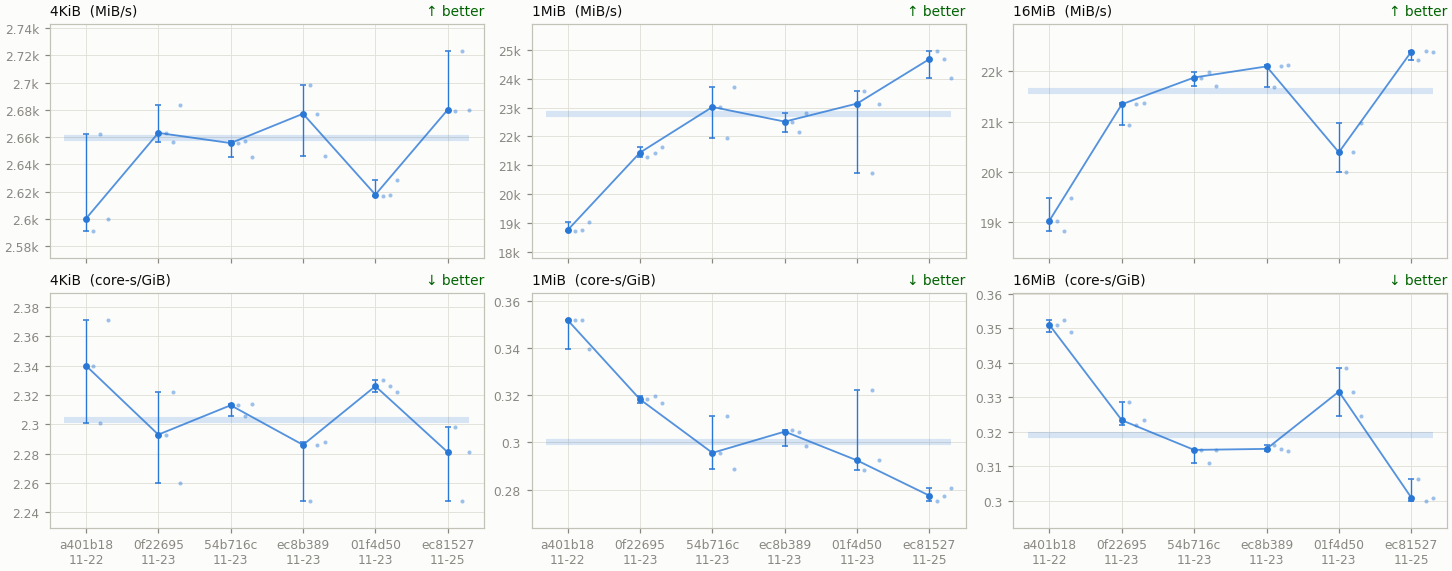 4KiB (MiB/s) ↑ better
2.74k
2.72k
2.7k
2.68k
2.66k
2.64k
2.62k
2.6k
2.58k
1MiB (MiB/s) ↑ better
25k
24k
23k
22k
21k
20k
19k
18k
16MiB (MiB/s) ↑ better
22k
21k
20k
19k
4KiB (core-s/GiB) ↓ better
2.38
2.36
2.34
2.32
2.3
2.28
2.26
2.24
a401b18 0f22695 54b716c ec8b389 01f4d50 ec81527
11-22 11-23 11-23 11-23 11-23 11-25
1MiB (core-s/GiB) ↓ better
0.36
0.34
0.32
0.3
0.28
a401b18 0f22695 54b716c ec8b389 01f4d50 ec81527
11-22 11-23 11-23 11-23 11-23 11-25
16MiB (core-s/GiB) ↓ better
0.36
0.35
0.34
0.33
0.32
0.31
0.3
a401b18 0f22695 54b716c ec8b389 01f4d50 ec81527
11-22 11-23 11-23 11-23 11-23 11-25